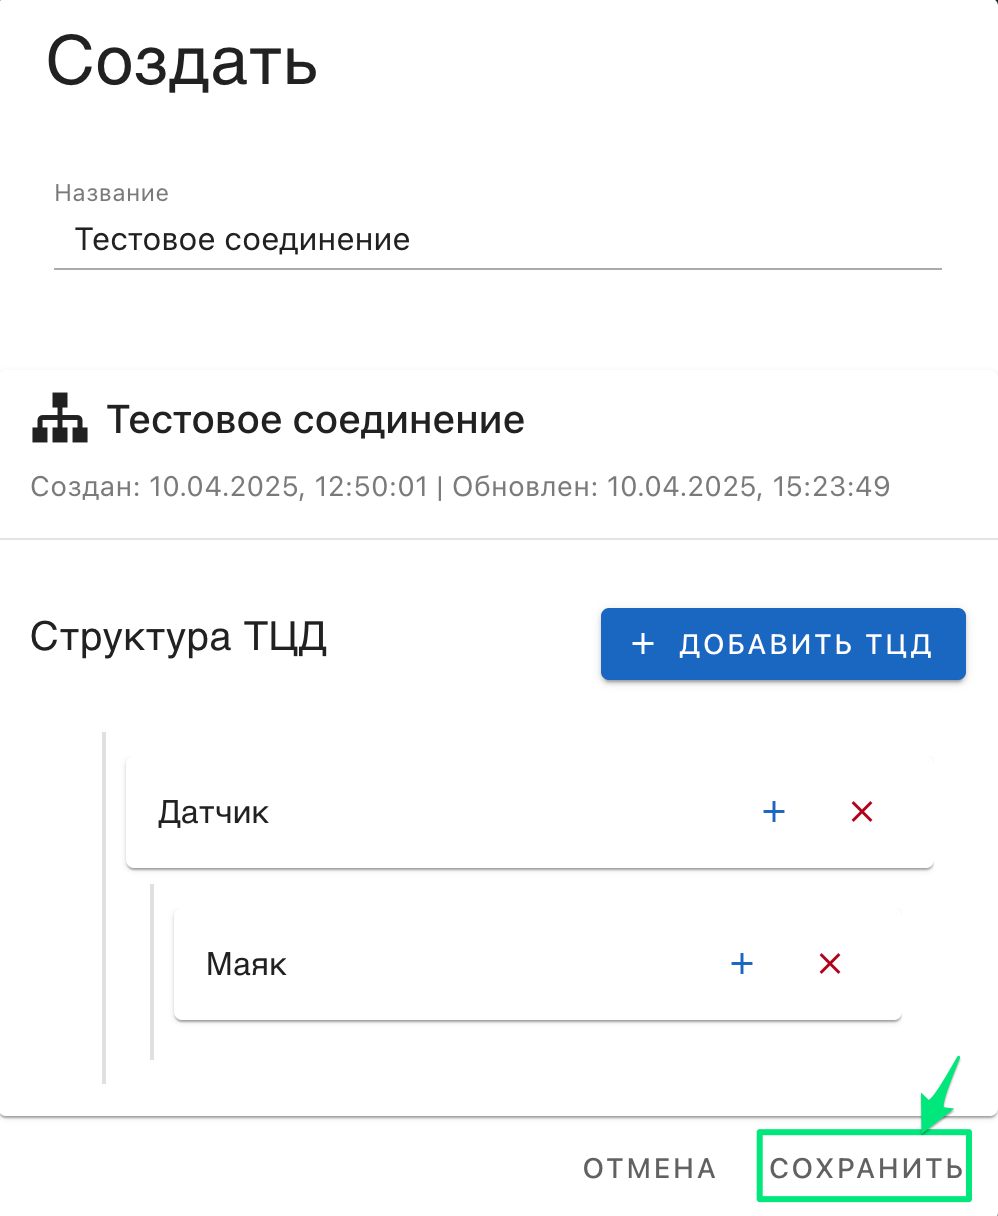 Создать
Название
Тестовое соединение
Тестовое соединение
Создан: 10.04.2025, 12:50:01 | Обновлен: 10.04.2025, 15:23:49
Структура ТЦД
+ ДОБАВИТЬ ТЦД
Датчик
Маяк
ОТМЕНА СОХРАНИТЬ